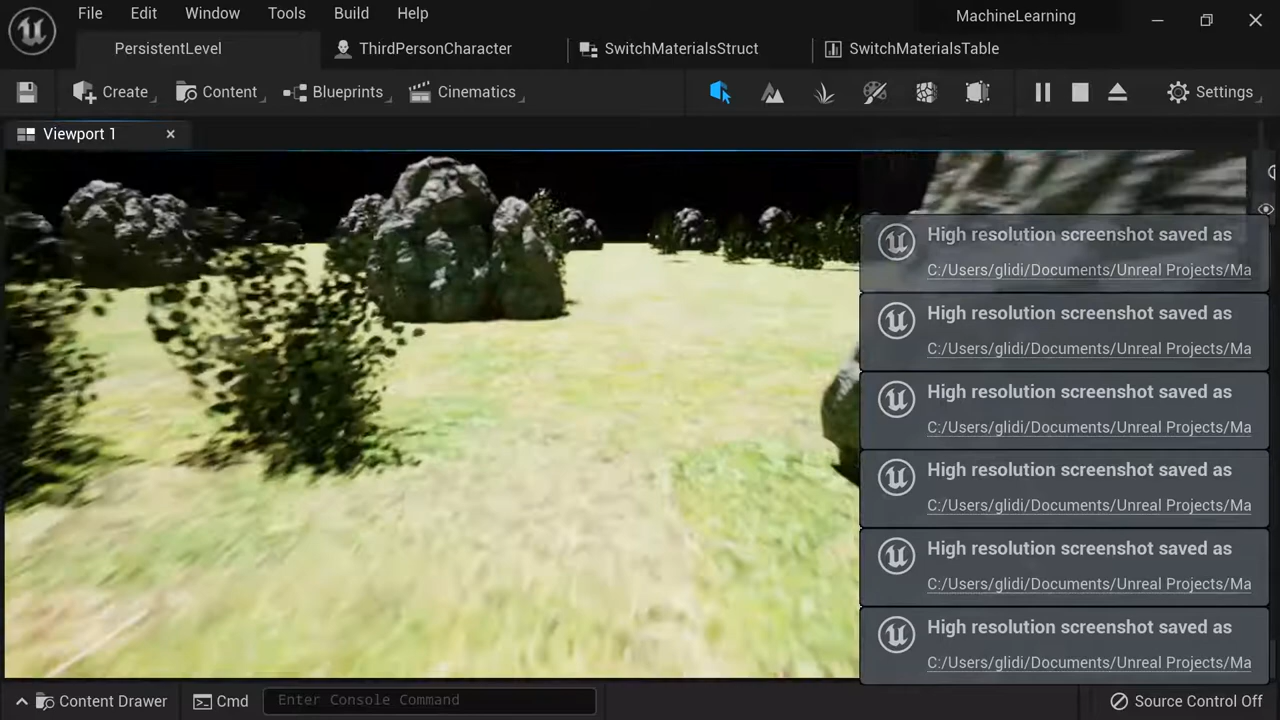 File Edit Window Tools Build Help MachineLearning
PersistentLevel ThirdPersonCharacter SwitchMaterialsStruct SwitchMaterialsTable
Create Content Blueprints Cinematics Settings
Viewport 1
High resolution screenshot saved as
C:/Users/glidi/Documents/Unreal Projects/Ma
High resolution screenshot saved as
C:/Users/glidi/Documents/Unreal Projects/Ma
High resolution screenshot saved as
C:/Users/glidi/Documents/Unreal Projects/Ma
High resolution screenshot saved as
C:/Users/glidi/Documents/Unreal Projects/Ma
High resolution screenshot saved as
C:/Users/glidi/Documents/Unreal Projects/Ma
High resolution screenshot saved as
C:/Users/glidi/Documents/Unreal Projects/Ma
Content Drawer Cmd Enter Console Command Source Control Off